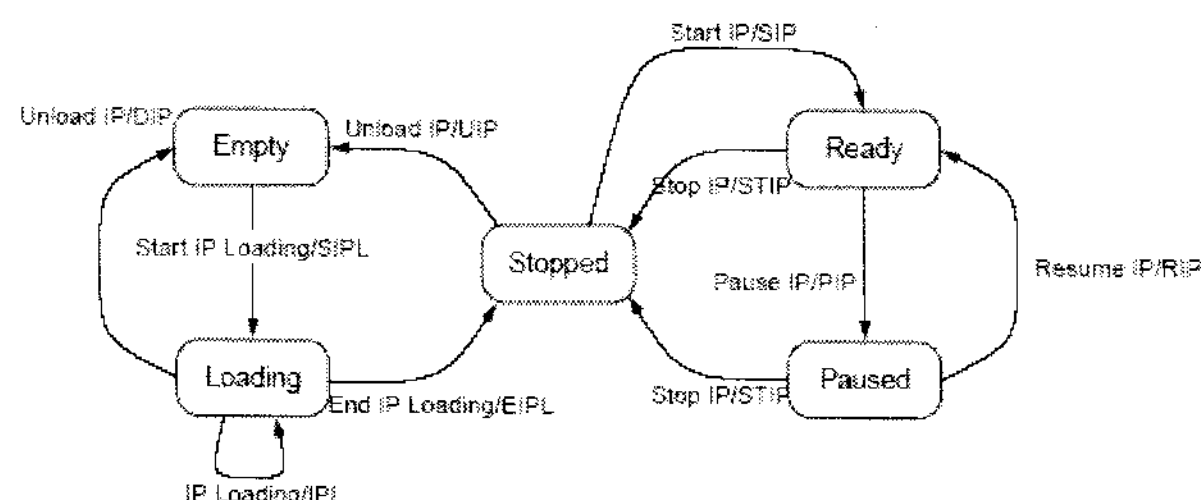 Start IP/SIP
Unload IP/DIP
Empty
Unload IP/UIP
Ready
Stop IP/STIP
Start IP Loading/SIPL
Stopped
Pause IP/PIP
Resume IP/RIP
Loading
Paused
End IP Loading/EIPL
Stop IP/STIP
IP Loading/IPL